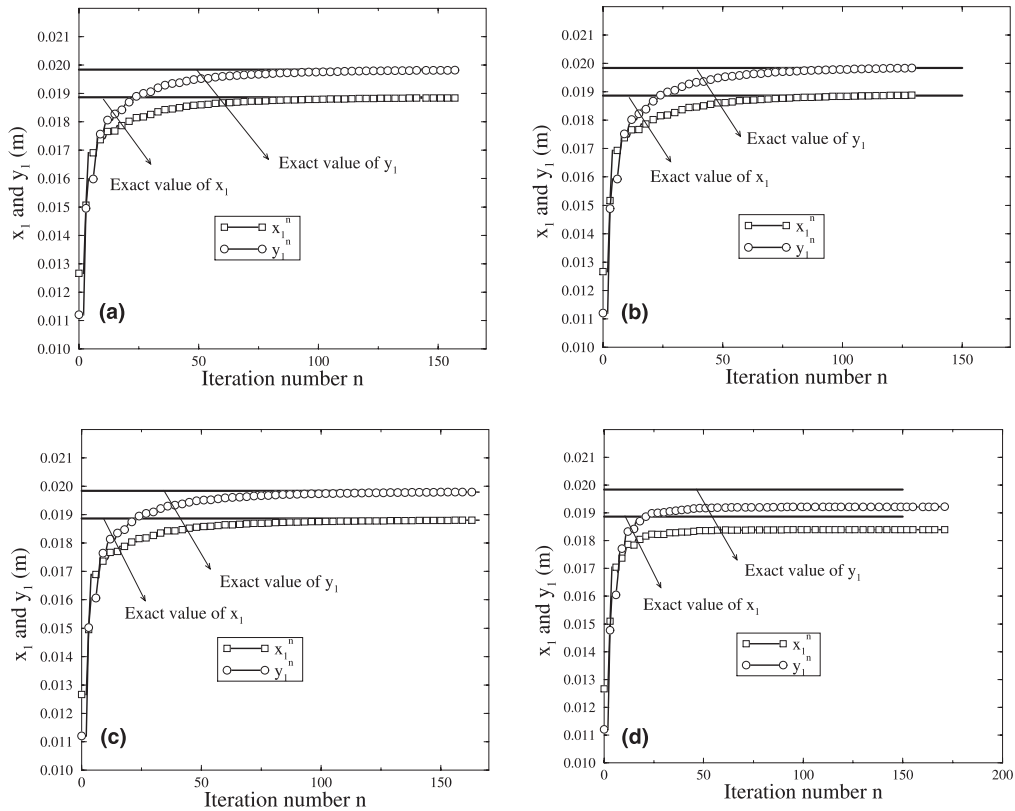 0.021
0.020
0.019
0.018
0.017
0.016
0.015
0.014
0.013
0.012
0.011
0.010
x₁ and y₁ (m)
Exact value of y₁
Exact value of x₁
x₁ⁿ
y₁ⁿ
(a)
0 50 100 150
Iteration number n
0.021
0.020
0.019
0.018
0.017
0.016
0.015
0.014
0.013
0.012
0.011
0.010
x₁ and y₁ (m)
Exact value of y₁
Exact value of x₁
x₁ⁿ
y₁ⁿ
(b)
0 50 100 150
Iteration number n
0.021
0.020
0.019
0.018
0.017
0.016
0.015
0.014
0.013
0.012
0.011
0.010
x₁ and y₁ (m)
Exact value of y₁
Exact value of x₁
x₁ⁿ
y₁ⁿ
(c)
0 50 100 150
Iteration number n
0.021
0.020
0.019
0.018
0.017
0.016
0.015
0.014
0.013
0.012
0.011
0.010
x₁ and y₁ (m)
Exact value of y₁
Exact value of x₁
x₁ⁿ
y₁ⁿ
(d)
0 50 100 150 200
Iteration number n